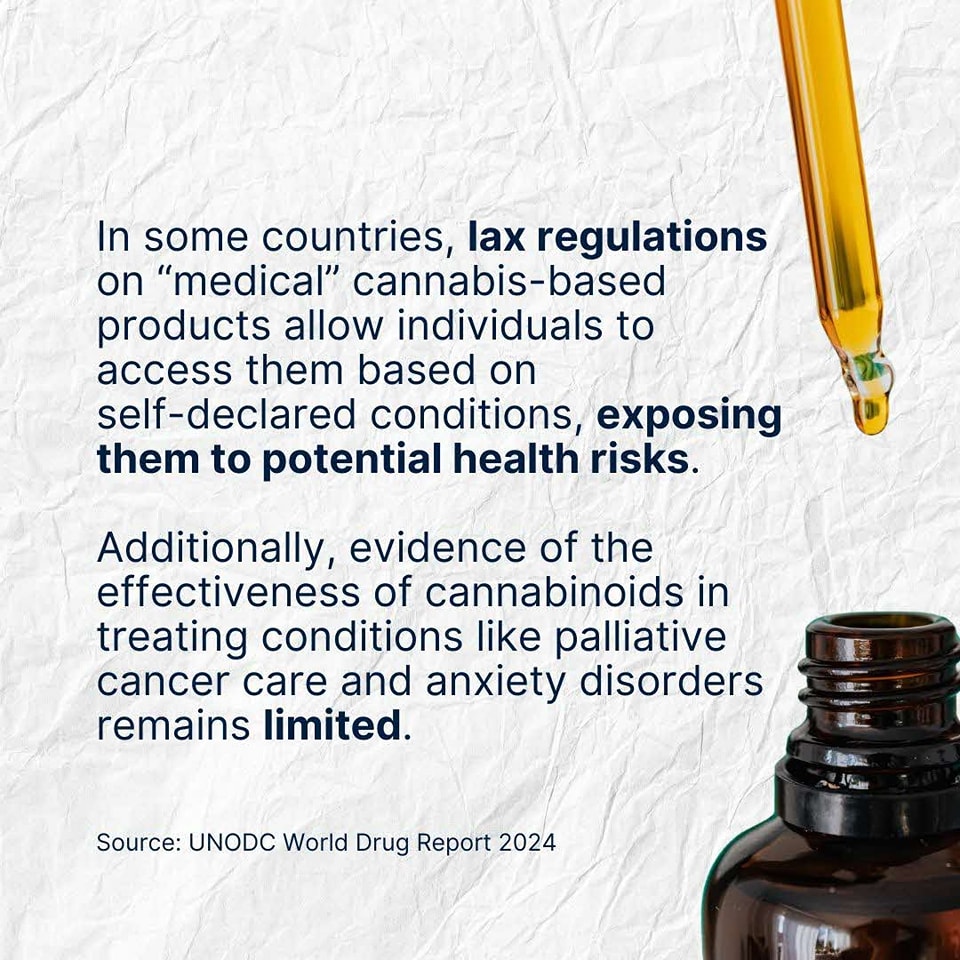 In some countries, lax regulations
on “medical” cannabis-based
products allow individuals to
access them based on
self-declared conditions, exposing
them to potential health risks.
Additionally, evidence of the
effectiveness of cannabinoids in
treating conditions like palliative
cancer care and anxiety disorders
remains limited.
Source: UNODC World Drug Report 2024